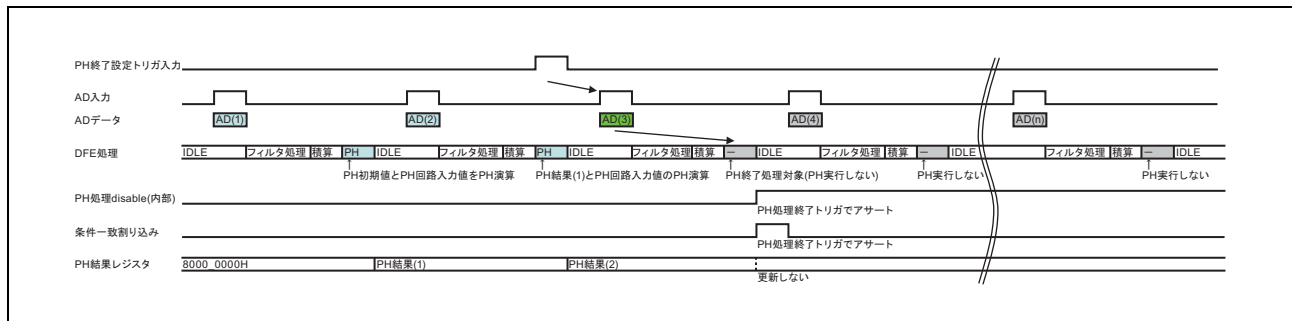 PH終了設定トリガ入力
AD入力
ADデータ AD(1) AD(2) AD(3) AD(4) AD(n)
DFE処理 IDLE フィルタ処理 積算 PH IDLE フィルタ処理 積算 PH IDLE フィルタ処理 積算 － IDLE フィルタ処理 積算 － IDLE フィルタ処理 積算 － IDLE
PH初期値とPH回路入力値をPH演算 PH結果(1)とPH回路入力値のPH演算 PH終了処理対象(PH実行しない) PH実行しない PH実行しない
PH処理disable(内部)
PH処理終了トリガでアサート
条件一致割り込み
PH処理終了トリガでアサート
PH結果レジスタ 8000_0000H PH結果(1) PH結果(2)
更新しない